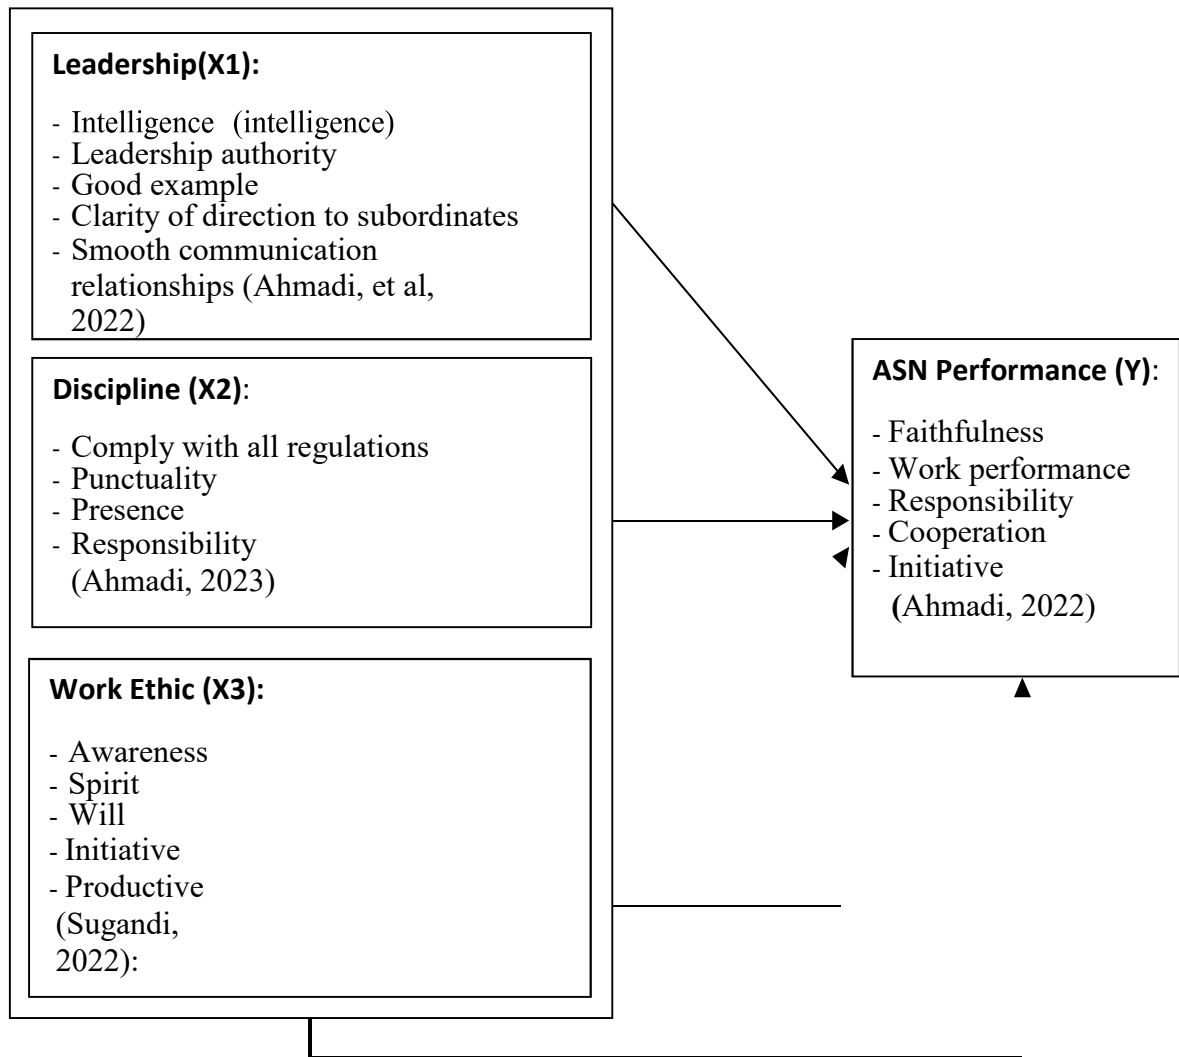 Leadership(X1):
- Intelligence (intelligence)
- Leadership authority
- Good example
- Clarity of direction to subordinates
- Smooth communication
relationships (Ahmadi, et al,
2022)
Discipline (X2):
- Comply with all regulations
- Punctuality
- Presence
- Responsibility
(Ahmadi, 2023)
Work Ethic (X3):
- Awareness
- Spirit
- Will
- Initiative
- Productive
(Sugandi,
2022):
ASN Performance (Y):
- Faithfulness
- Work performance
- Responsibility
- Cooperation
- Initiative
(Ahmadi, 2022)